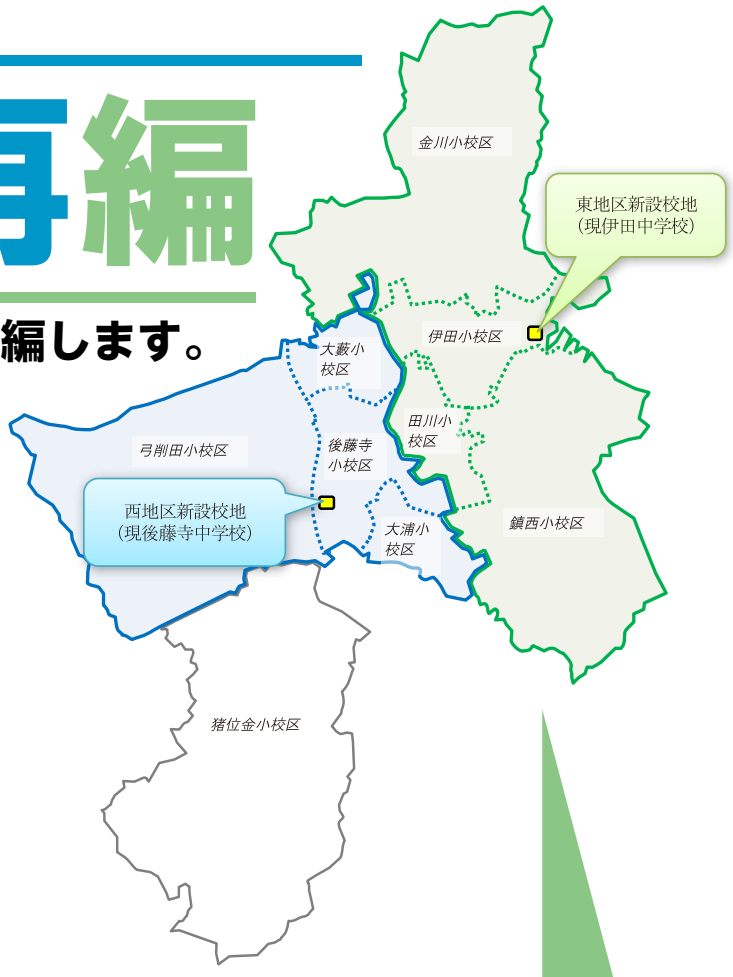 再編
編します。
金川小校区
東地区新設校地
（現伊田中学校）
伊田小校区
大藪小
校区
田川小
校区
弓削田小校区
後藤寺
小校区
西地区新設校地
（現後藤寺中学校）
大浦小
校区
鎮西小校区
猪位金小校区